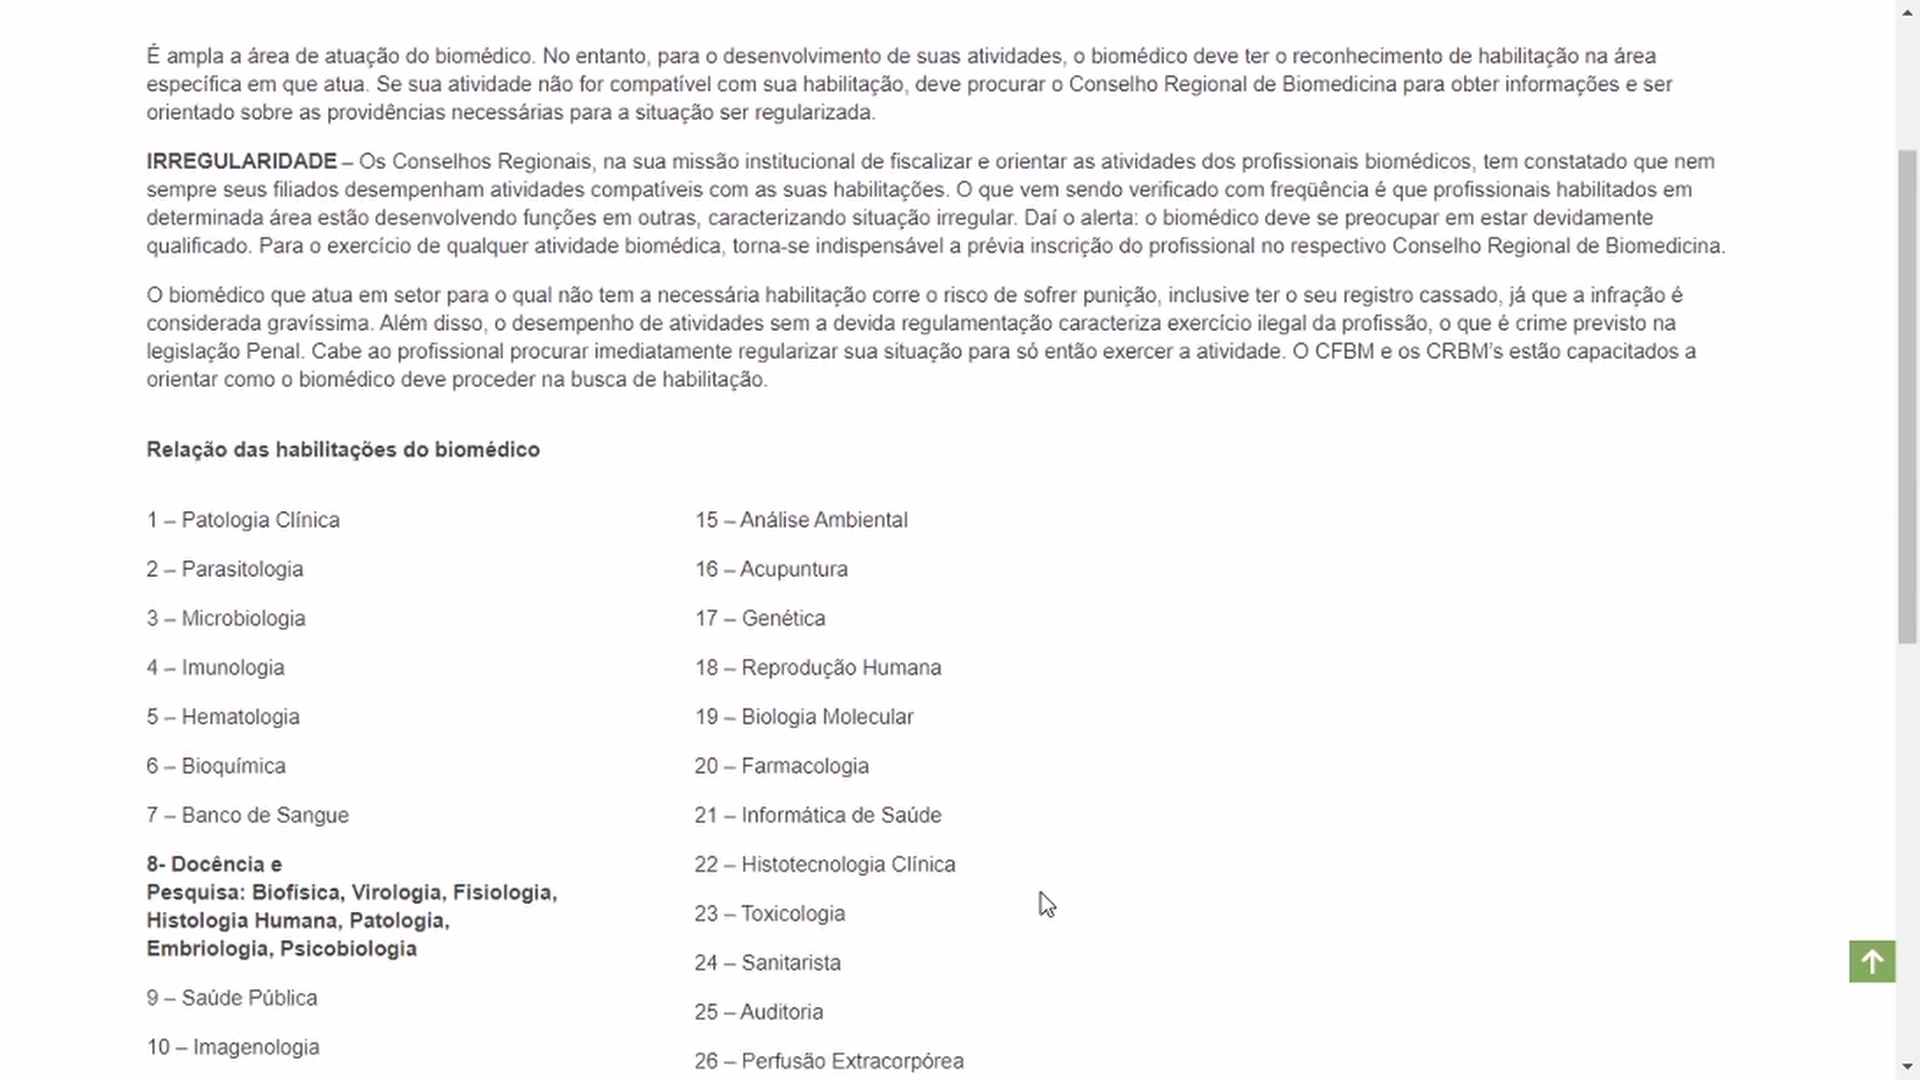 É ampla a área de atuação do biomédico. No entanto, para o desenvolvimento de suas atividades, o biomédico deve ter o reconhecimento de habilitação na área
específica em que atua. Se sua atividade não for compatível com sua habilitação, deve procurar o Conselho Regional de Biomedicina para obter informações e ser
orientado sobre as providências necessárias para a situação ser regularizada.
IRREGULARIDADE – Os Conselhos Regionais, na sua missão institucional de fiscalizar e orientar as atividades dos profissionais biomédicos, tem constatado que nem
sempre seus filiados desempenham atividades compatíveis com as suas habilitações. O que vem sendo verificado com freqüência é que profissionais habilitados em
determinada área estão desenvolvendo funções em outras, caracterizando situação irregular. Daí o alerta: o biomédico deve se preocupar em estar devidamente
qualificado. Para o exercício de qualquer atividade biomédica, torna-se indispensável a prévia inscrição do profissional no respectivo Conselho Regional de Biomedicina.
O biomédico que atua em setor para o qual não tem a necessária habilitação corre o risco de sofrer punição, inclusive ter o seu registro cassado, já que a infração é
considerada gravíssima. Além disso, o desempenho de atividades sem a devida regulamentação caracteriza exercício ilegal da profissão, o que é crime previsto na
legislação Penal. Cabe ao profissional procurar imediatamente regularizar sua situação para só então exercer a atividade. O CFBM e os CRBM’s estão capacitados a
orientar como o biomédico deve proceder na busca de habilitação.
Relação das habilitações do biomédico
1 – Patologia Clínica
2 – Parasitologia
3 – Microbiologia
4 – Imunologia
5 – Hematologia
6 – Bioquímica
7 – Banco de Sangue
8- Docência e
Pesquisa: Biofísica, Virologia, Fisiologia,
Histologia Humana, Patologia,
Embriologia, Psicobiologia
9 – Saúde Pública
10 – Imagenologia
15 – Análise Ambiental
16 – Acupuntura
17 – Genética
18 – Reprodução Humana
19 – Biologia Molecular
20 – Farmacologia
21 – Informática de Saúde
22 – Histotecnologia Clínica
23 – Toxicologia
24 – Sanitarista
25 – Auditoria
26 – Perfusão Extracorpórea